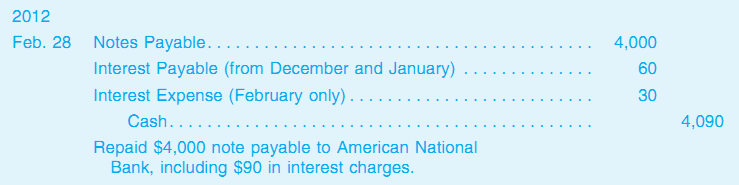 2012
Feb. 28 Notes Payable. . . . . . . . . . . . . . . . . . . . . . . . . . . . . . . . . . . . . . . . . 4,000
Interest Payable (from December and January) . . . . . . . . . . . . . . 60
Interest Expense (February only) . . . . . . . . . . . . . . . . . . . . . . . . . . 30
Cash. . . . . . . . . . . . . . . . . . . . . . . . . . . . . . . . . . . . . . . . . . . . . 4,090
Repaid $4,000 note payable to American National
Bank, including $90 in interest charges.